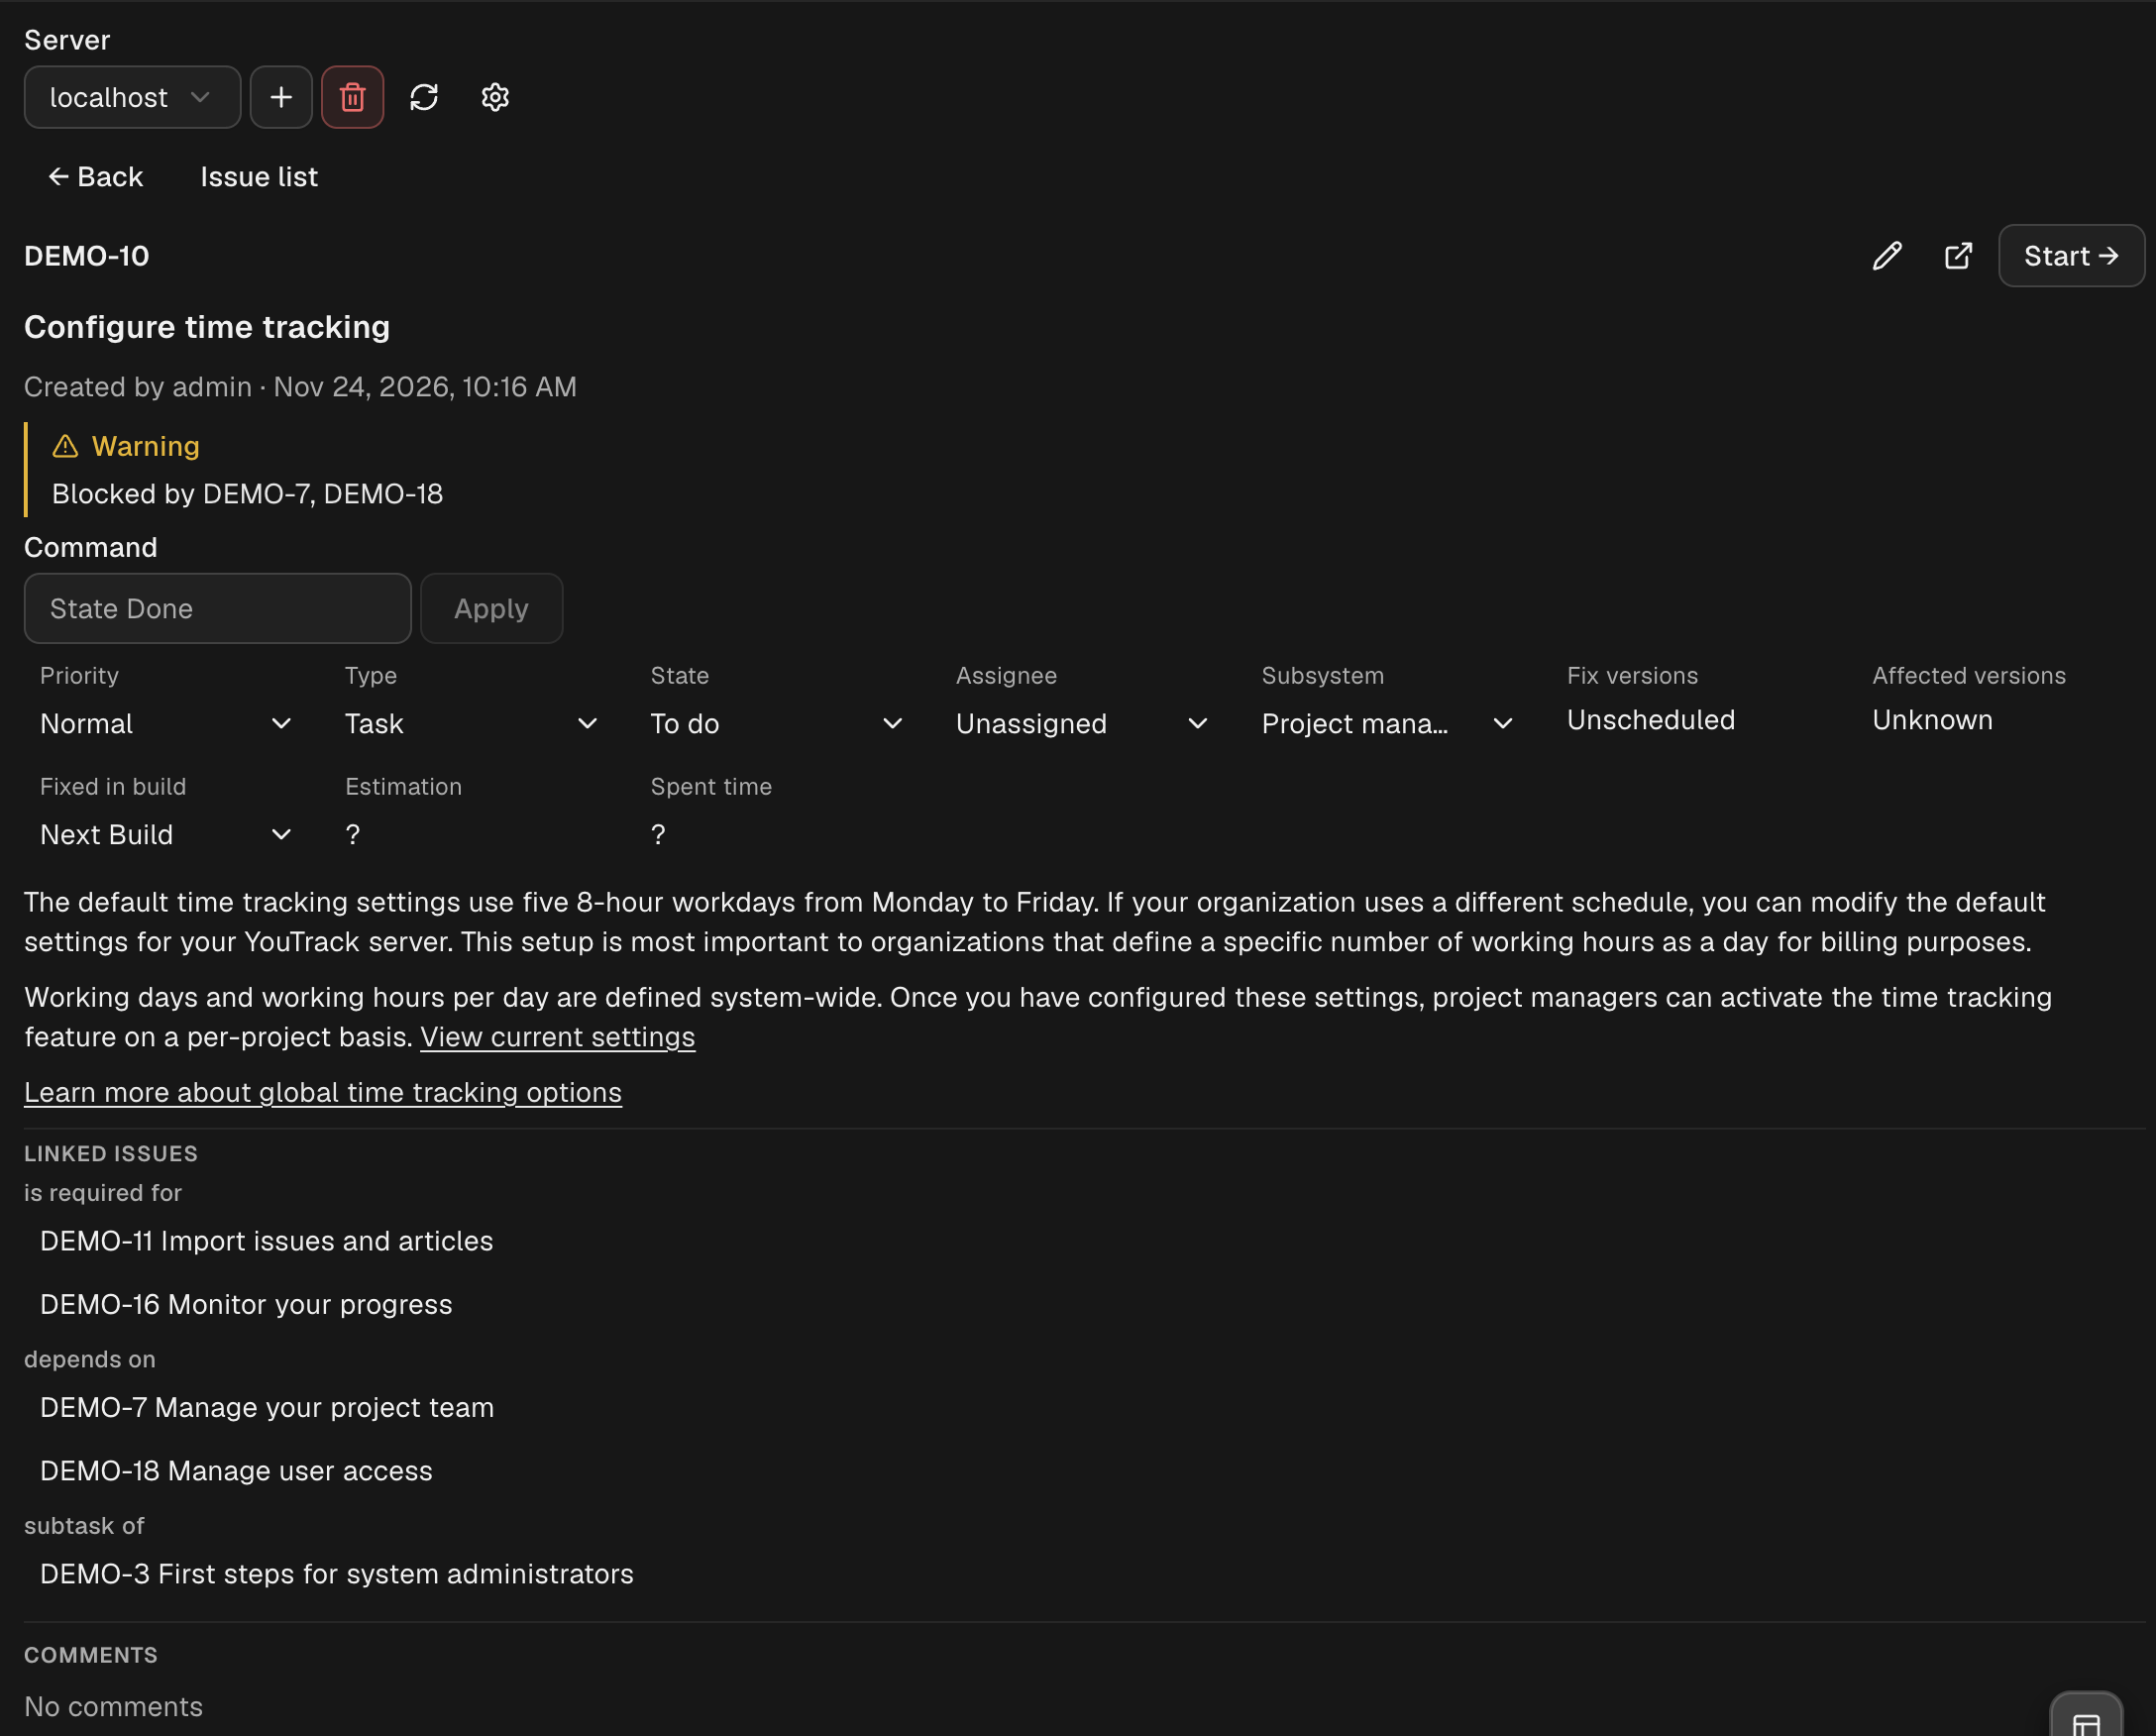 Server
localhost
← Back Issue list
DEMO-10
Start →
Configure time tracking
Created by admin · Nov 24, 2026, 10:16 AM
Warning
Blocked by DEMO-7, DEMO-18
Command
State Done Apply
Priority Type State Assignee Subsystem Fix versions Affected versions
Normal Task To do Unassigned Project mana... Unscheduled Unknown
Fixed in build Estimation Spent time
Next Build ? ?
The default time tracking settings use five 8-hour workdays from Monday to Friday. If your organization uses a different schedule, you can modify the default
settings for your YouTrack server. This setup is most important to organizations that define a specific number of working hours as a day for billing purposes.
Working days and working hours per day are defined system-wide. Once you have configured these settings, project managers can activate the time tracking
feature on a per-project basis. View current settings
Learn more about global time tracking options
LINKED ISSUES
is required for
DEMO-11 Import issues and articles
DEMO-16 Monitor your progress
depends on
DEMO-7 Manage your project team
DEMO-18 Manage user access
subtask of
DEMO-3 First steps for system administrators
COMMENTS
No comments